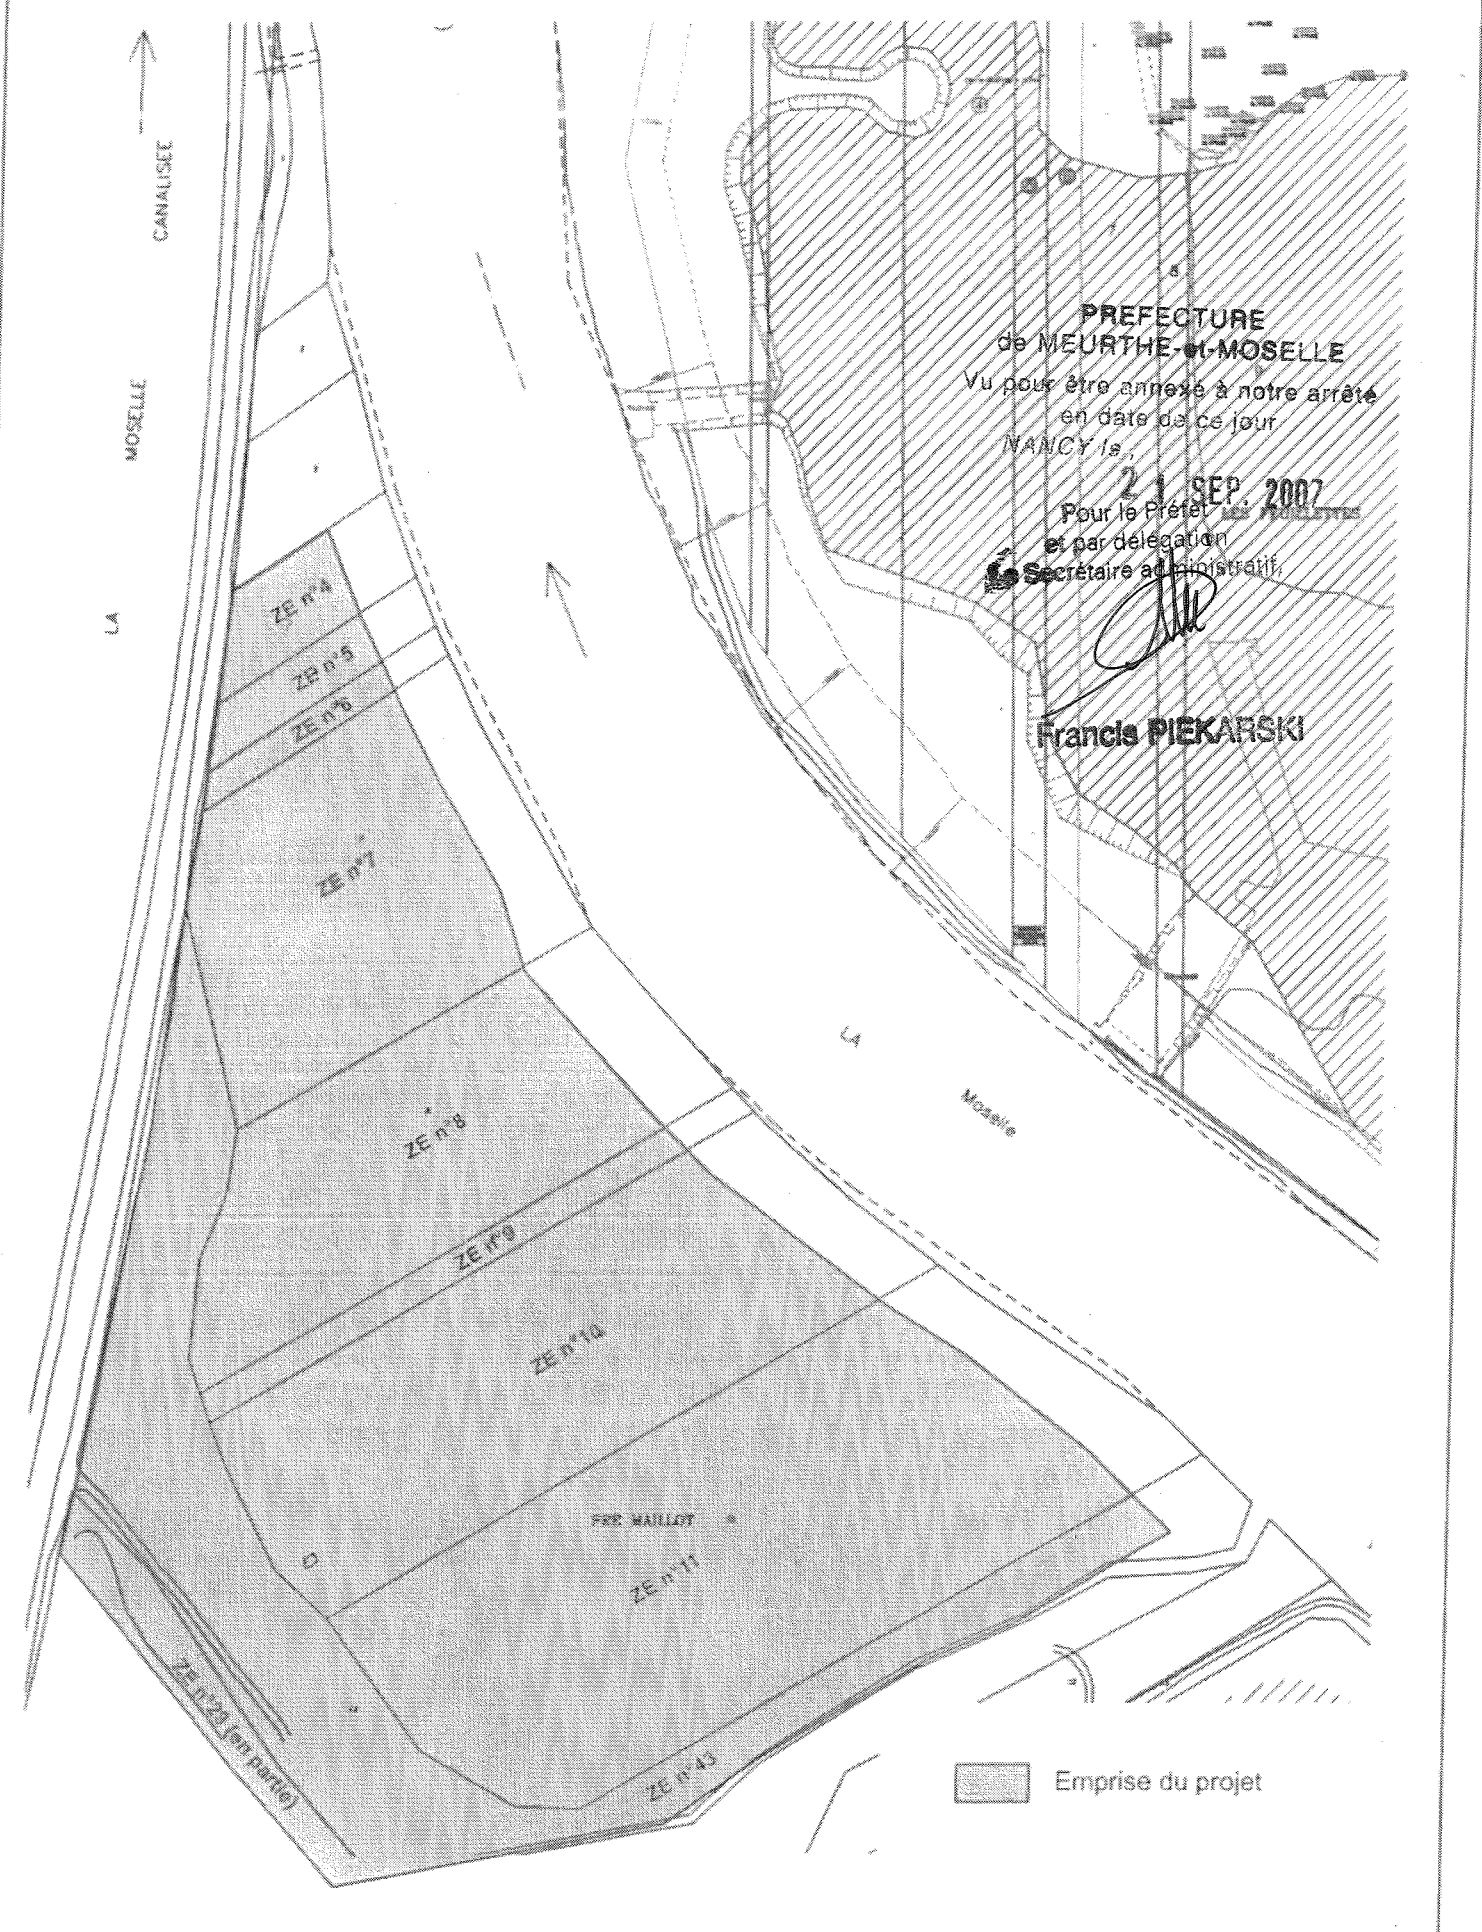 CANALISEE
MOSELLE
LA
PREFECTURE
de MEURTHE-et-MOSELLE
Vu pour être annexé à notre arrêté
en date de ce jour
NANCY le,
21 SEP. 2007
Pour le Préfet
et par délégation
Secrétaire administratif,
Francis PIEKARSKI
ZE n°4
ZE n°5
ZE n°6
ZE n°7
ZE n°8
ZE n°9
ZE n°10
PRE MAILLOT
ZE n°11
ZE n°43
ZE n°23 (en partie)
LA
Moselle
Emprise du projet